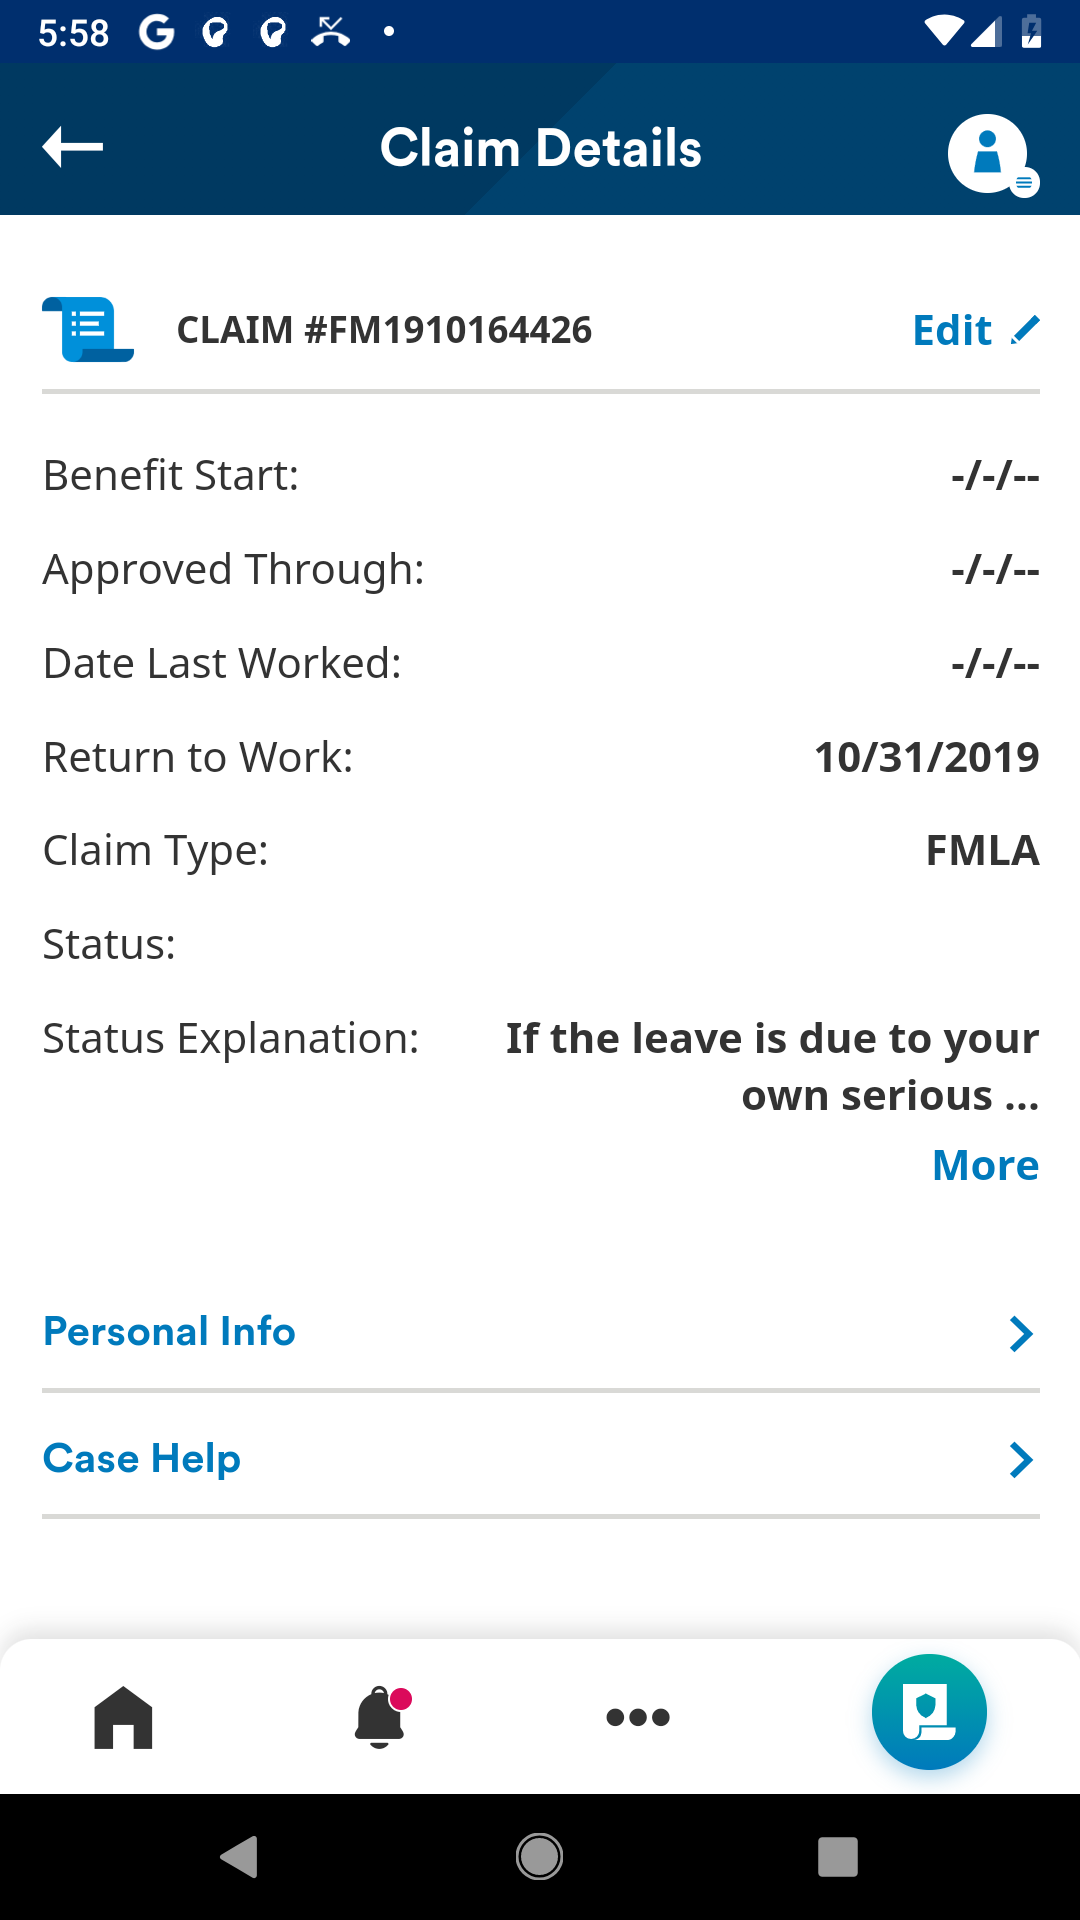 5:58
Claim Details
CLAIM #FM1910164426
Edit
Benefit Start: -/-/--
Approved Through: -/-/--
Date Last Worked: -/-/--
Return to Work: 10/31/2019
Claim Type: FMLA
Status:
Status Explanation: If the leave is due to your
own serious ...
More
Personal Info
Case Help